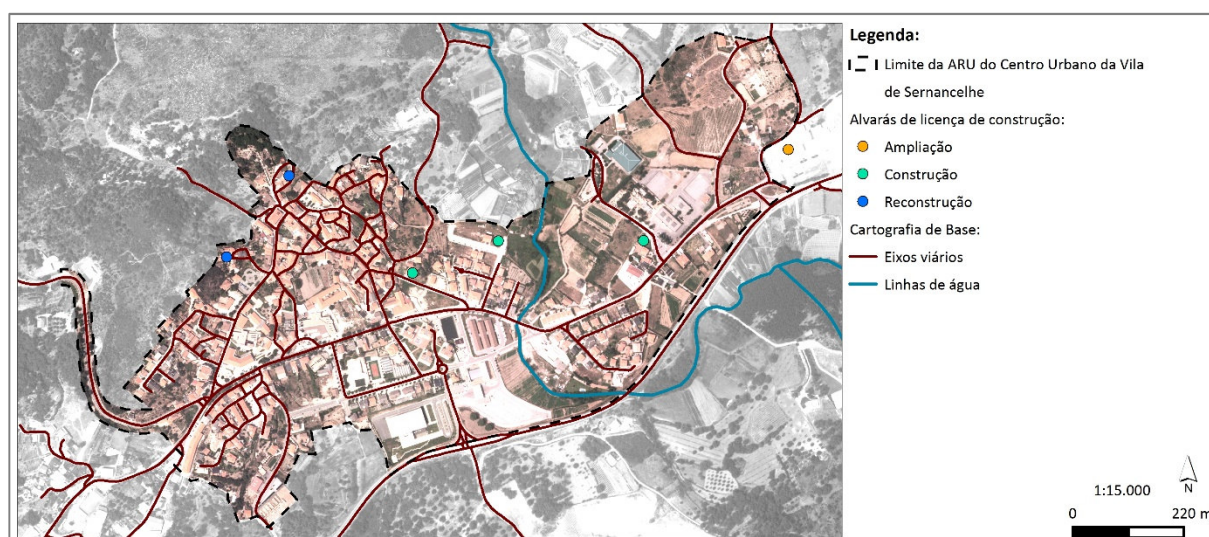 Legenda:
Limite da ARU do Centro Urbano da Vila
de Sernancelhe
Alvarás de licença de construção:
Ampliação
Construção
Reconstrução
Cartografia de Base:
Eixos viários
Linhas de água
1:15.000
N
0 220 m